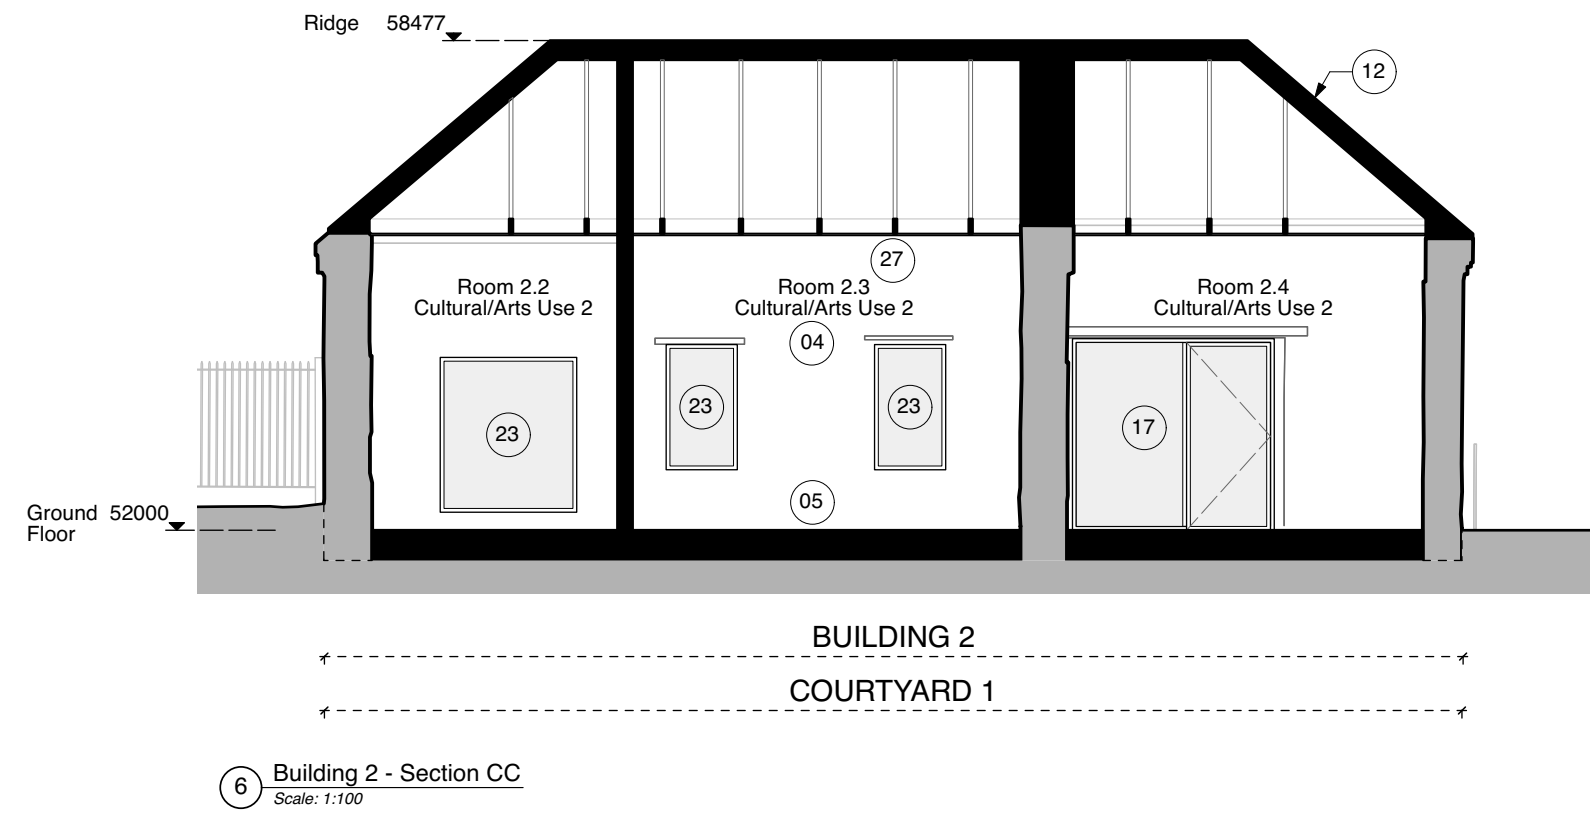 Ridge 58477
12
27
Room 2.2
Cultural/Arts Use 2
Room 2.3
Cultural/Arts Use 2
Room 2.4
Cultural/Arts Use 2
04
23
23
23
17
05
Ground 52000
Floor
BUILDING 2
COURTYARD 1
6 Building 2 - Section CC
Scale: 1:100